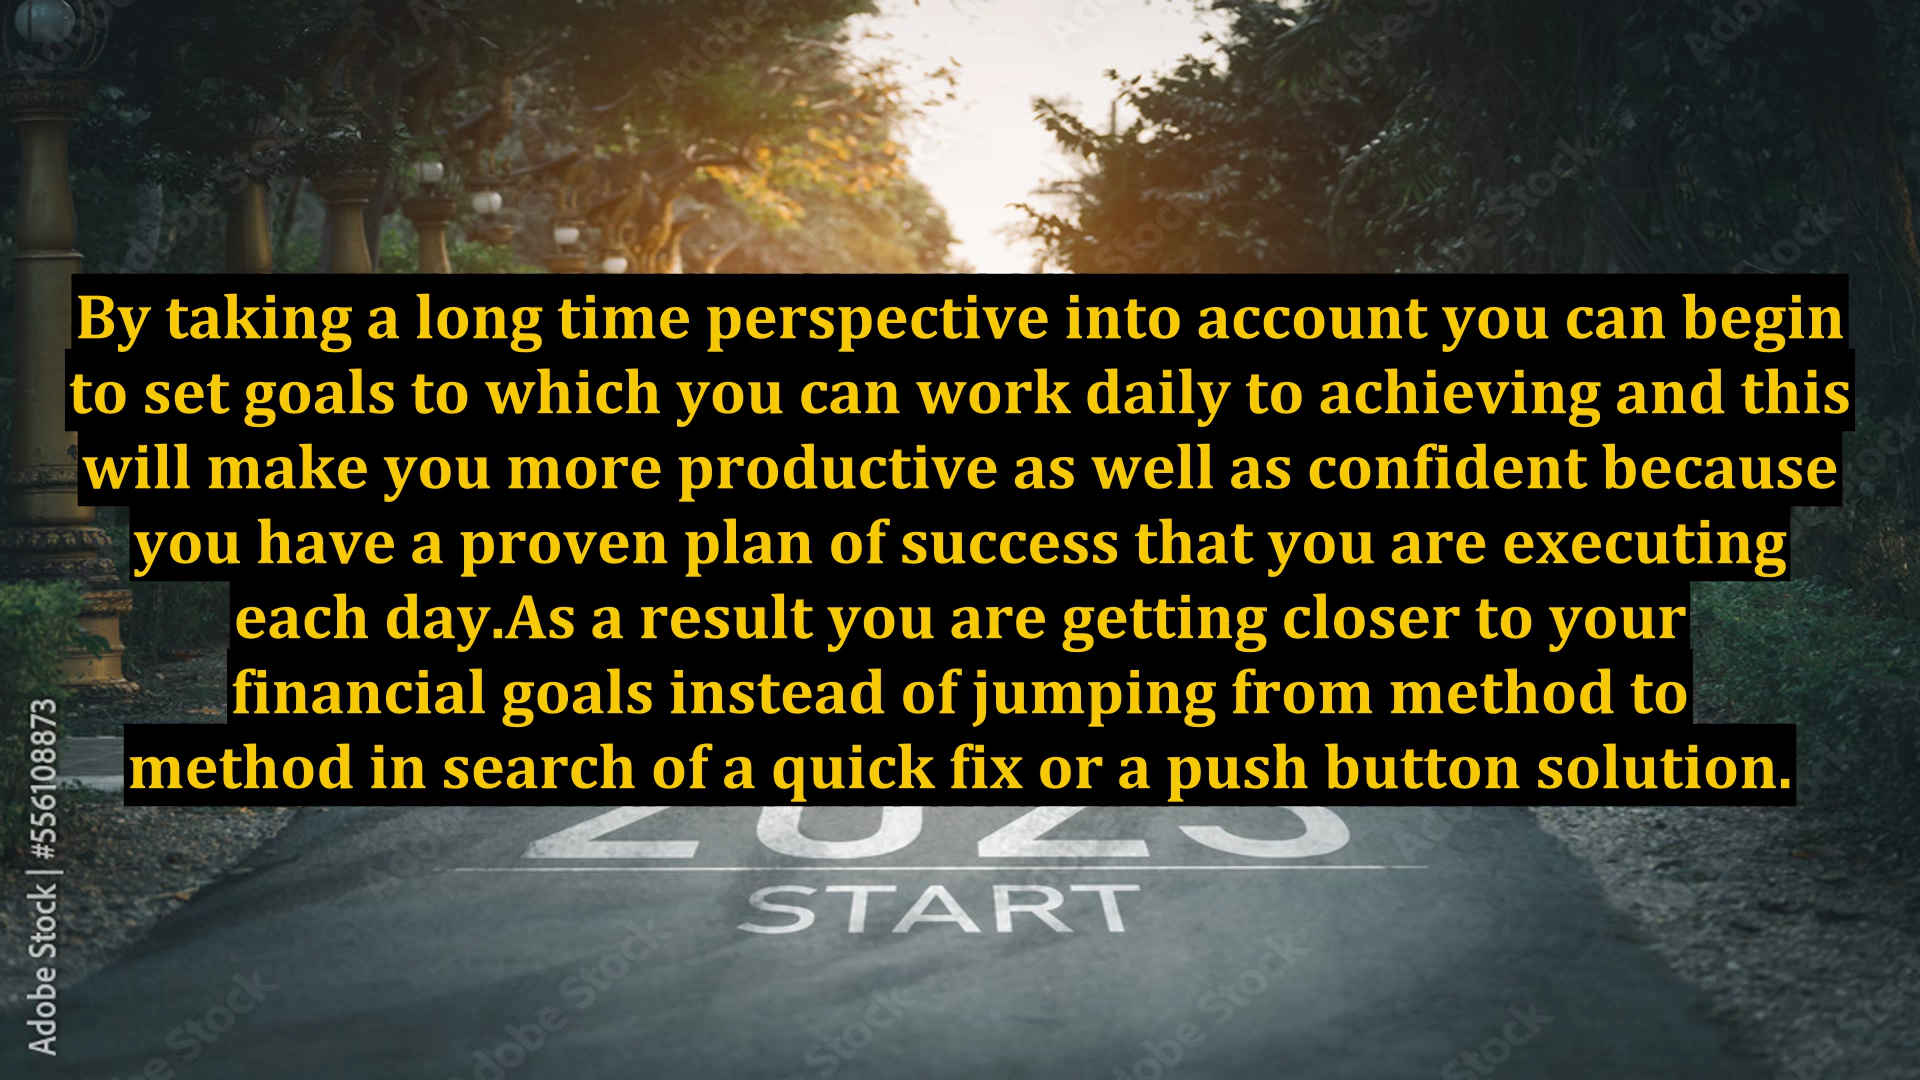 By taking a long time perspective into account you can begin
to set goals to which you can work daily to achieving and this
will make you more productive as well as confident because
you have a proven plan of success that you are executing
each day.As a result you are getting closer to your
financial goals instead of jumping from method to
method in search of a quick fix or a push button solution.
2023
START
Adobe Stock | #556108873